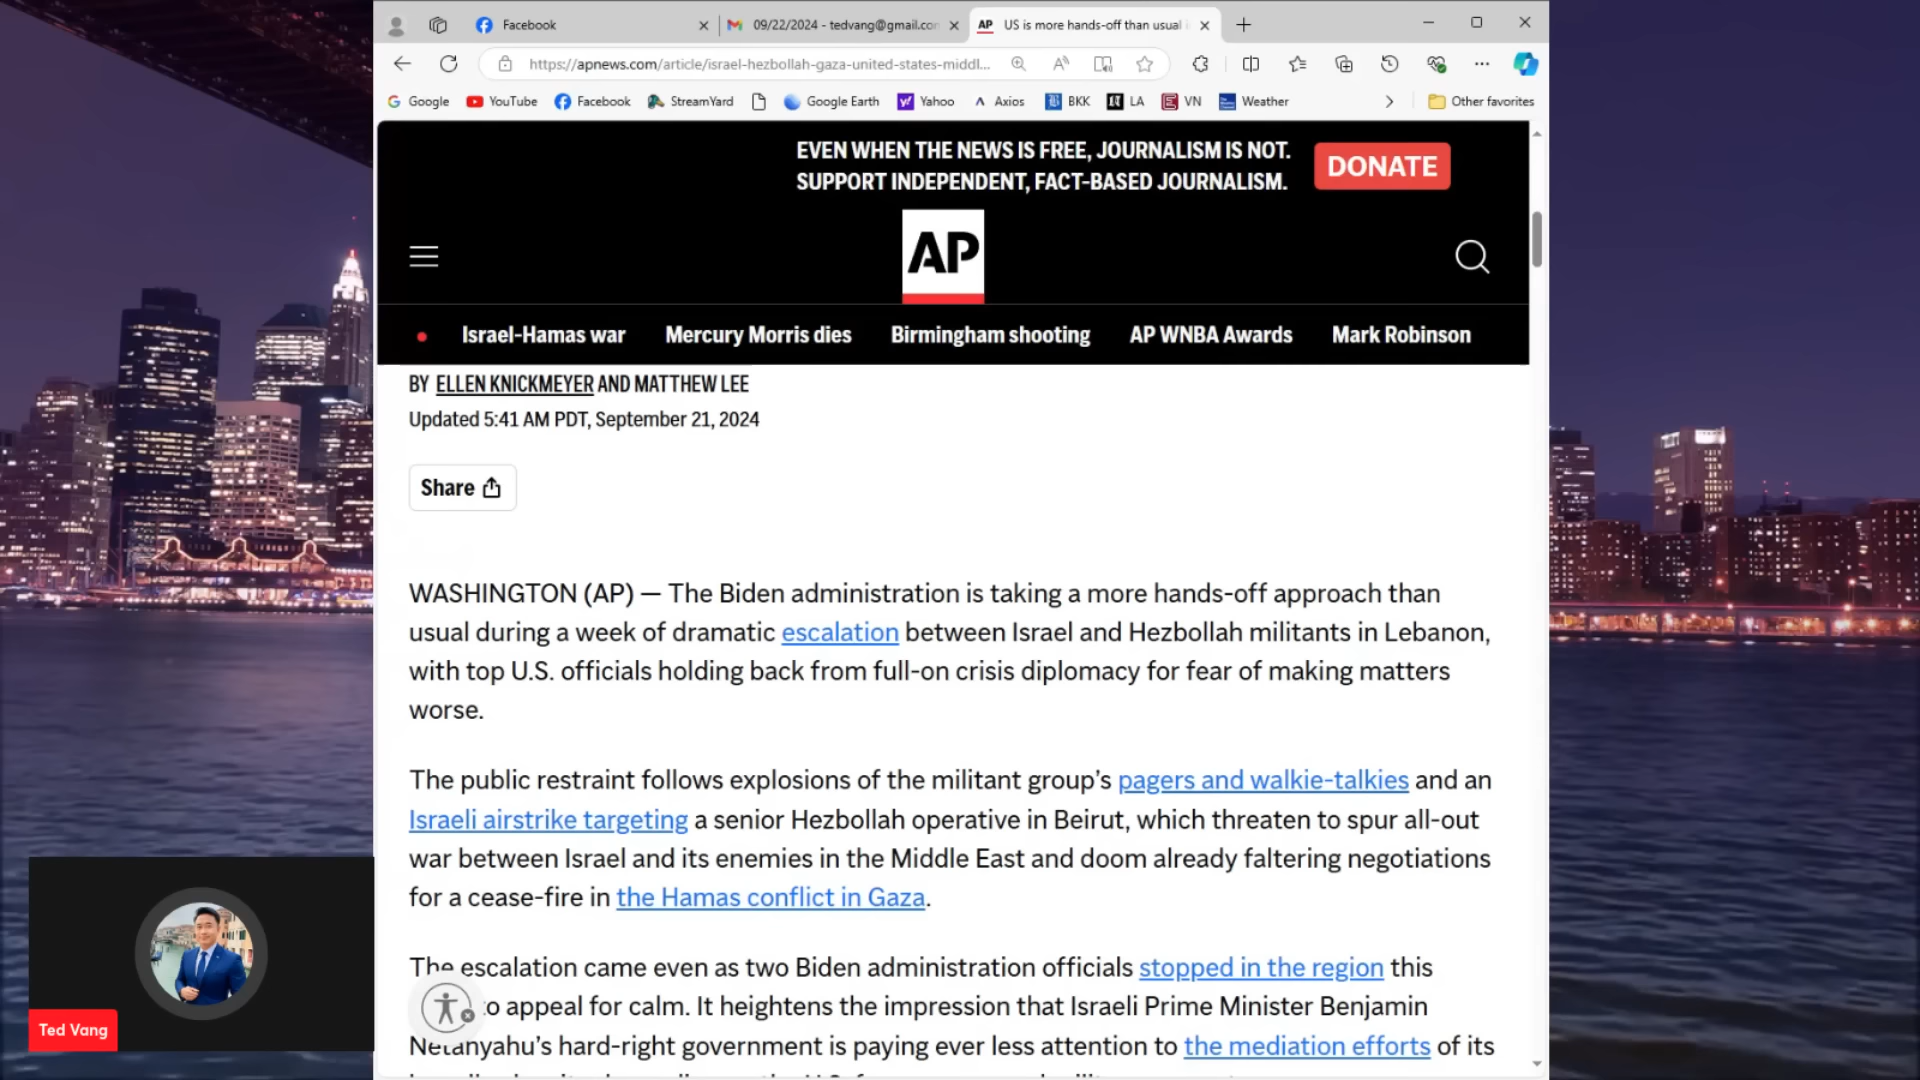 Facebook
09/22/2024 - tedvang@gmail.co
US is more hands-off than usual
https://apnews.com/article/israel-hezbollah-gaza-united-states-middl...
Google YouTube Facebook StreamYard Google Earth Yahoo Axios BKK LA VN Weather Other favorites
EVEN WHEN THE NEWS IS FREE, JOURNALISM IS NOT.
SUPPORT INDEPENDENT, FACT-BASED JOURNALISM.
DONATE
AP
Israel-Hamas war Mercury Morris dies Birmingham shooting AP WNBA Awards Mark Robinson
BY ELLEN KNICKMEYER AND MATTHEW LEE
Updated 5:41 AM PDT, September 21, 2024
Share
WASHINGTON (AP) — The Biden administration is taking a more hands-off approach than
usual during a week of dramatic escalation between Israel and Hezbollah militants in Lebanon,
with top U.S. officials holding back from full-on crisis diplomacy for fear of making matters
worse.
The public restraint follows explosions of the militant group's pagers and walkie-talkies and an
Israeli airstrike targeting a senior Hezbollah operative in Beirut, which threaten to spur all-out
war between Israel and its enemies in the Middle East and doom already faltering negotiations
for a cease-fire in the Hamas conflict in Gaza.
The escalation came even as two Biden administration officials stopped in the region this
to appeal for calm. It heightens the impression that Israeli Prime Minister Benjamin
Netanyahu's hard-right government is paying ever less attention to the mediation efforts of its
Ted Vang